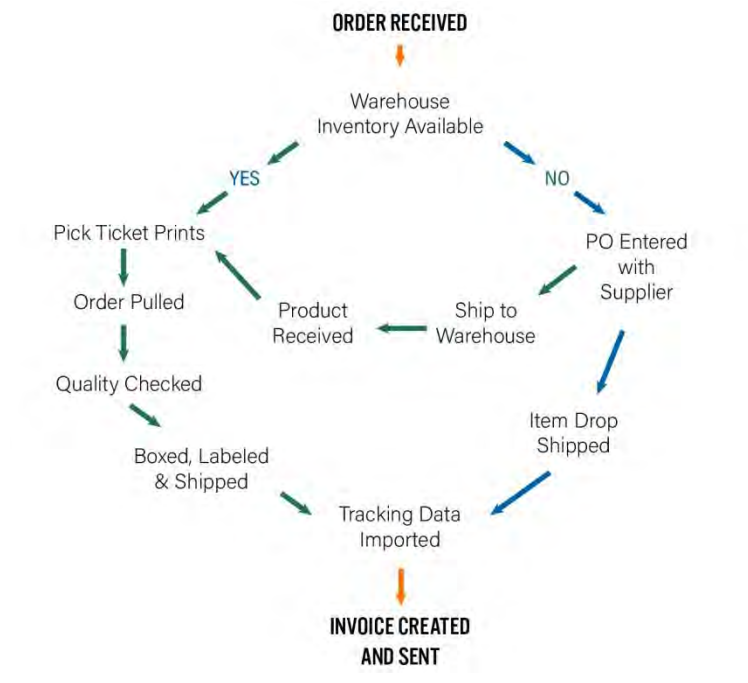 ORDER RECEIVED
Warehouse
Inventory Available
YES
NO
Pick Ticket Prints
PO Entered
with
Supplier
Order Pulled
Product
Received
Ship to
Warehouse
Quality Checked
Item Drop
Shipped
Boxed, Labeled
& Shipped
Tracking Data
Imported
INVOICE CREATED
AND SENT